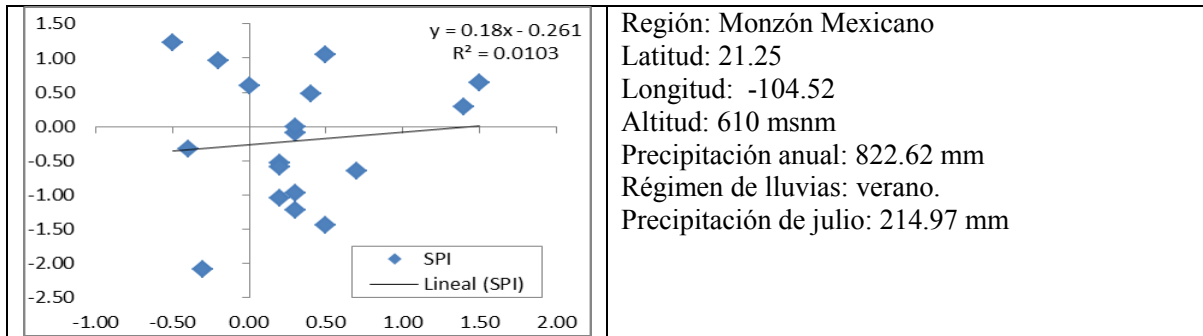 y = 0.18x - 0.261
R² = 0.0103
1.50
1.00
0.50
0.00
-0.50
-1.00
-1.50
-2.00
-2.50
-1.00 -0.50 0.00 0.50 1.00 1.50 2.00
SPI
Lineal (SPI)
Región: Monzón Mexicano
Latitud: 21.25
Longitud: -104.52
Altitud: 610 msnm
Precipitación anual: 822.62 mm
Régimen de lluvias: verano.
Precipitación de julio: 214.97 mm